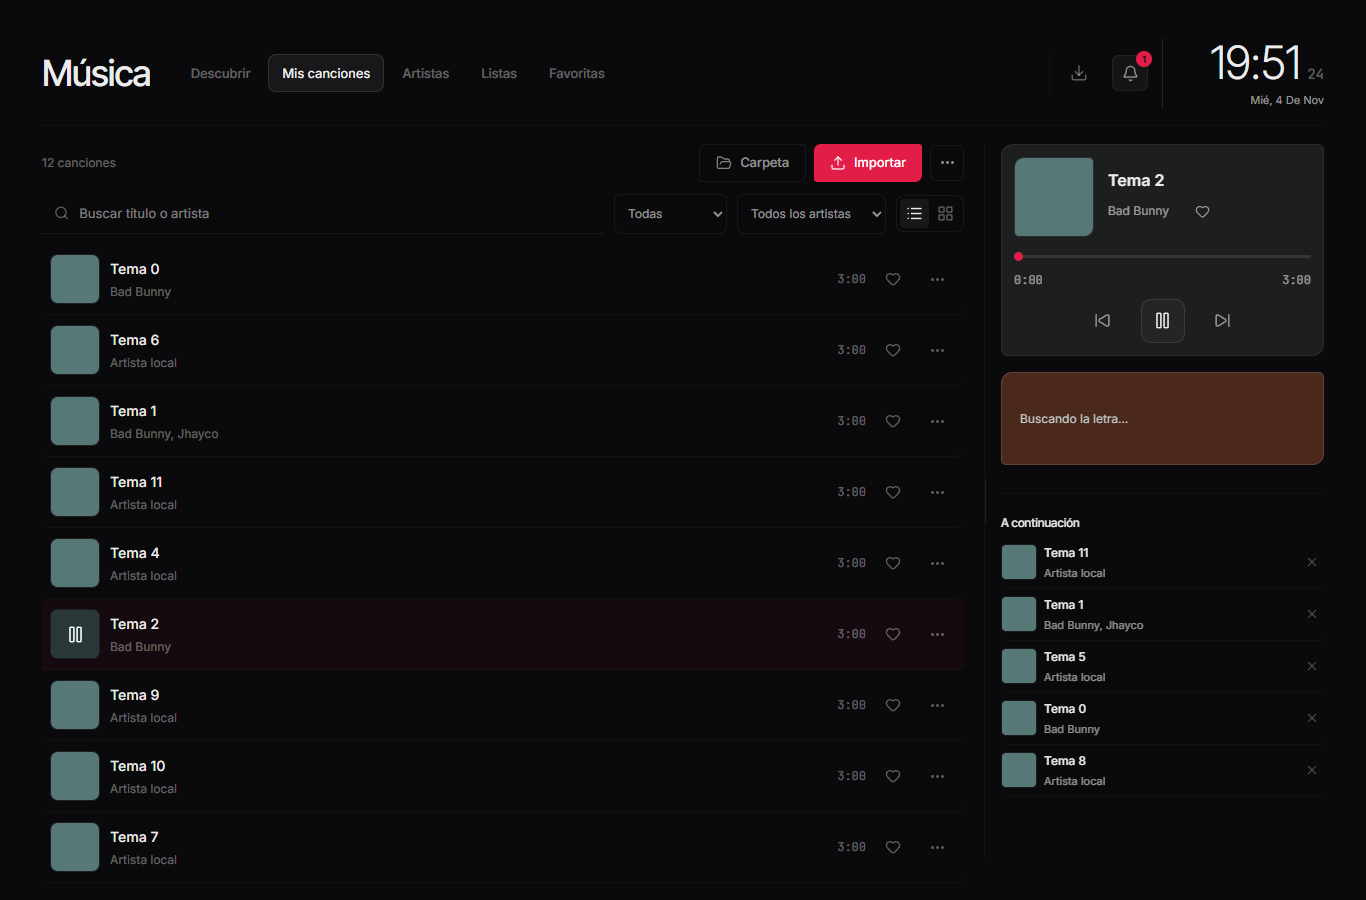 Música
Descubrir
Mis canciones
Artistas
Listas
Favoritas
1
19:51 24
Mié, 4 De Nov
12 canciones
Carpeta
Importar
Buscar título o artista
Todas
Todos los artistas
Tema 0
Bad Bunny
3:00
Tema 6
Artista local
3:00
Tema 1
Bad Bunny, Jhayco
3:00
Tema 11
Artista local
3:00
Tema 4
Artista local
3:00
Tema 2
Bad Bunny
3:00
Tema 9
Artista local
3:00
Tema 10
Artista local
3:00
Tema 7
Artista local
3:00
Tema 2
Bad Bunny
0:00 3:00
Buscando la letra...
A continuación
Tema 11
Artista local
Tema 1
Bad Bunny, Jhayco
Tema 5
Artista local
Tema 0
Bad Bunny
Tema 8
Artista local